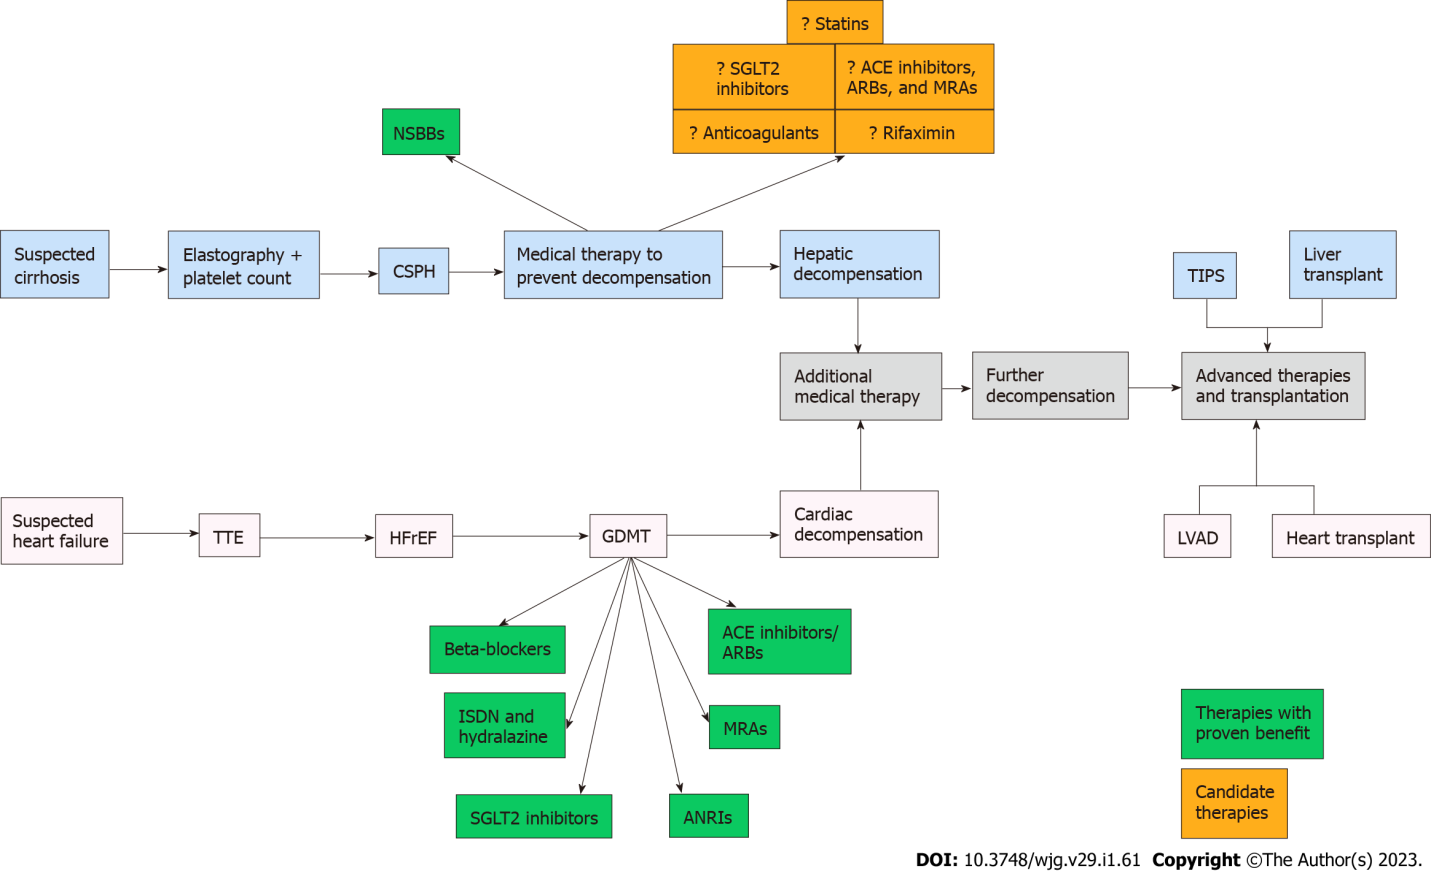 ? Statins
? SGLT2
inhibitors
? ACE inhibitors,
ARBs, and MRAs
? Anticoagulants
? Rifaximin
NSBBs
Suspected
cirrhosis
Elastography +
platelet count
CSPH
Medical therapy to
prevent decompensation
Hepatic
decompensation
TIPS
Liver
transplant
Additional
medical therapy
Further
decompensation
Advanced therapies
and transplantation
Suspected
heart failure
TTE
HFrEF
GDMT
Cardiac
decompensation
LVAD
Heart transplant
Beta-blockers
ACE inhibitors/
ARBs
ISDN and
hydralazine
MRAs
SGLT2 inhibitors
ANRIs
Therapies with
proven benefit
Candidate
therapies
DOI: 10.3748/wjg.v29.i1.61 Copyright ©The Author(s) 2023.